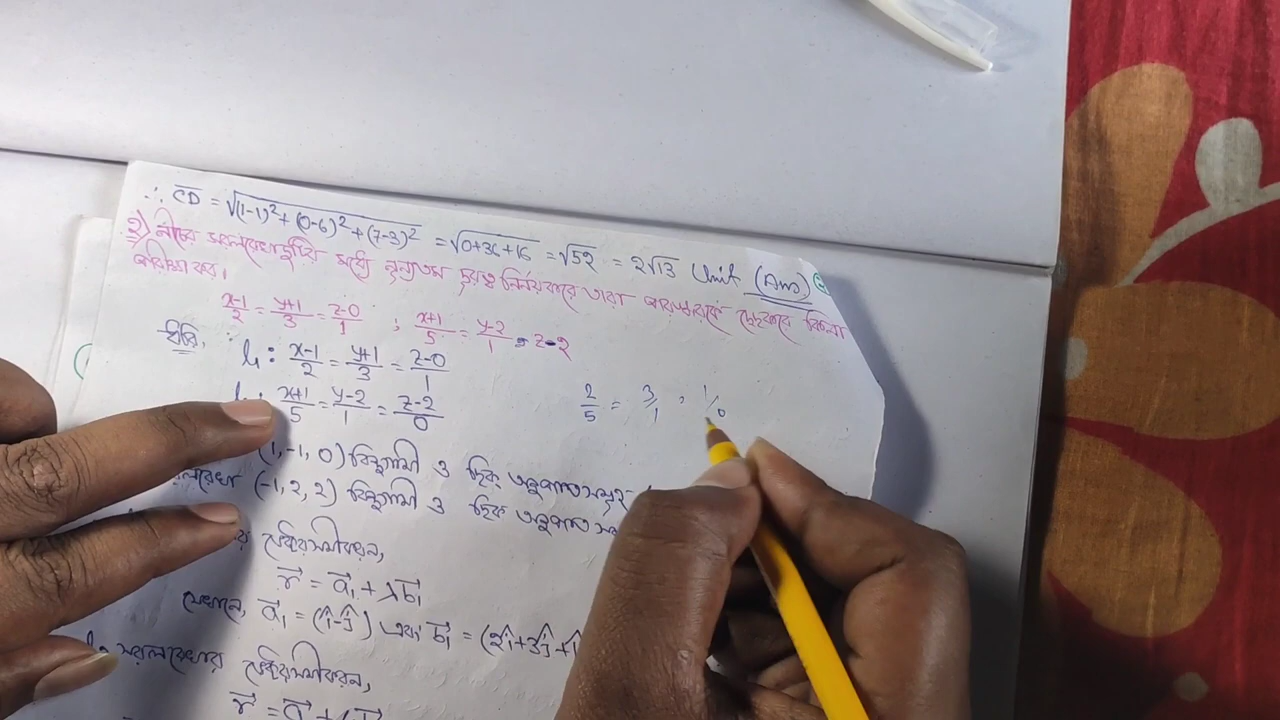 ∴ CD = √(1-1)² + (0-6)² + (7-3)² = √0+36+16 = √52 = 2√13 Unit (Ans)
২) নীচের সরলরেখাদুটির মধ্যে ন্যূনতম দূরত্ব নির্ণয় করে তারা পরস্পরকে ছেদ করে কিনা
পরীক্ষা কর।
x-1/2 = y+1/3 = z-0/1 ; x+1/5 = y-2/1 = z-2
ধরি, l₁ : x-1/2 = y+1/3 = z-0/1
x+1/5 = y-2/1 = z-2/0
2/5 = 3/1 = 1/0
(1, -1, 0) বিন্দুগামী ও দিক অনুপাত সমূহ
(-1, 2, 2) বিন্দুগামী ও দিক অনুপাত
ভেক্টর সমীকরণ,
r⃗ = a⃗₁ + λb⃗₁
যেখানে, a⃗₁ = (î-ĵ) এবং b⃗₁ = (2î+3ĵ+
সরলরেখার ভেক্টর সমীকরণ,
r⃗ = a⃗